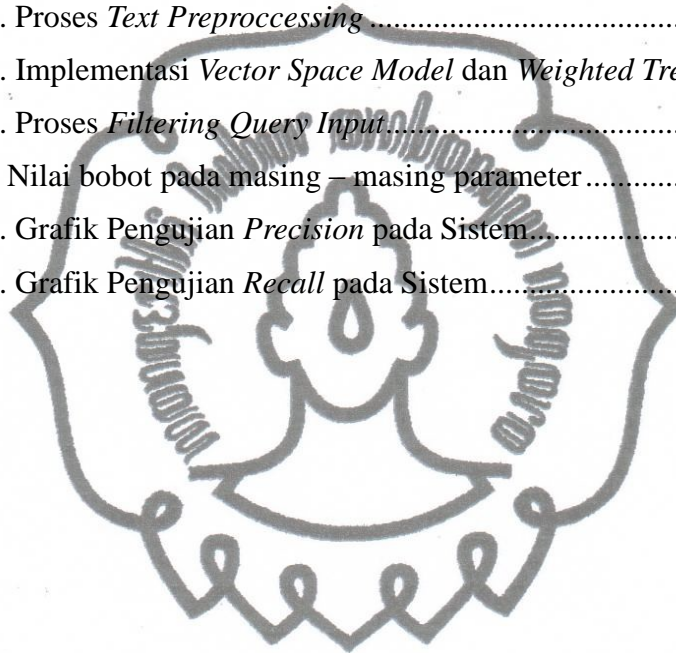 . Proses Text Preproccessing ......................................
. Implementasi Vector Space Model dan Weighted Tre
. Proses Filtering Query Input......................................
Nilai bobot pada masing – masing parameter ............
. Grafik Pengujian Precision pada Sistem......................
. Grafik Pengujian Recall pada Sistem..........................